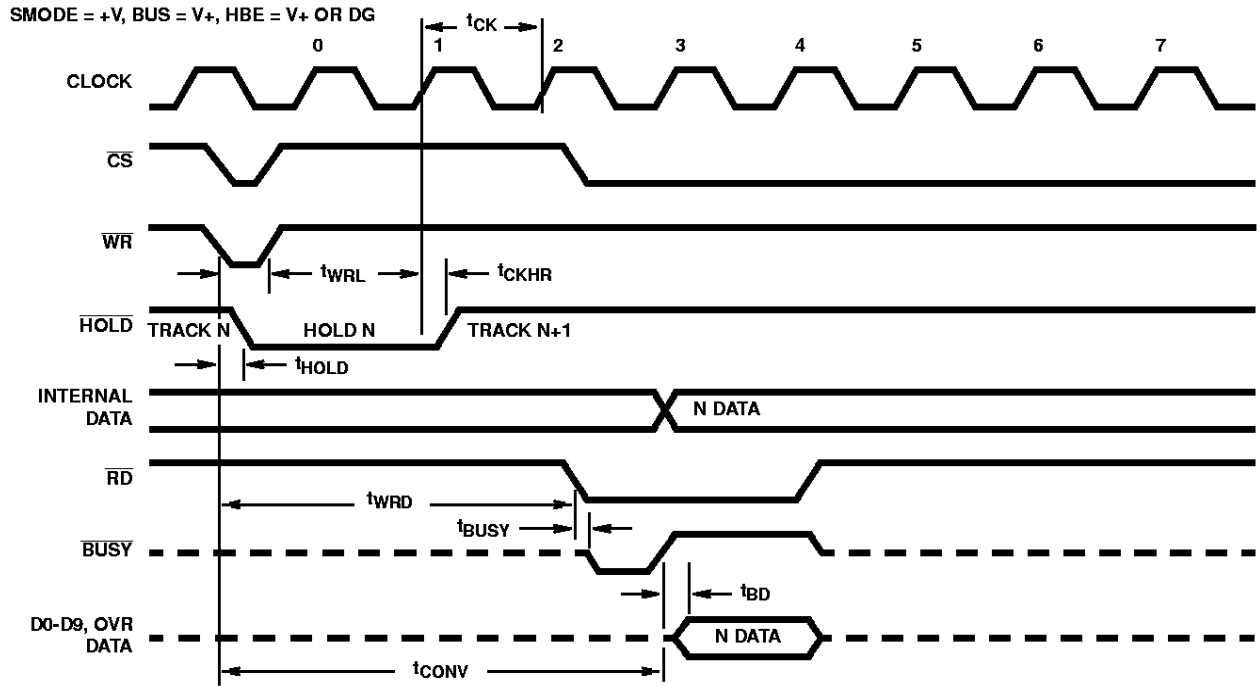 SMODE = +V, BUS = V+, HBE = V+ OR DG
tCK
0 1 2 3 4 5 6 7
CLOCK
CS
WR
tWRL
tCKHR
HOLD
TRACK N
HOLD N
TRACK N+1
tHOLD
INTERNAL
DATA
N DATA
RD
tWRD
tBUSY
BUSY
tBD
D0-D9, OVR
DATA
N DATA
tCONV